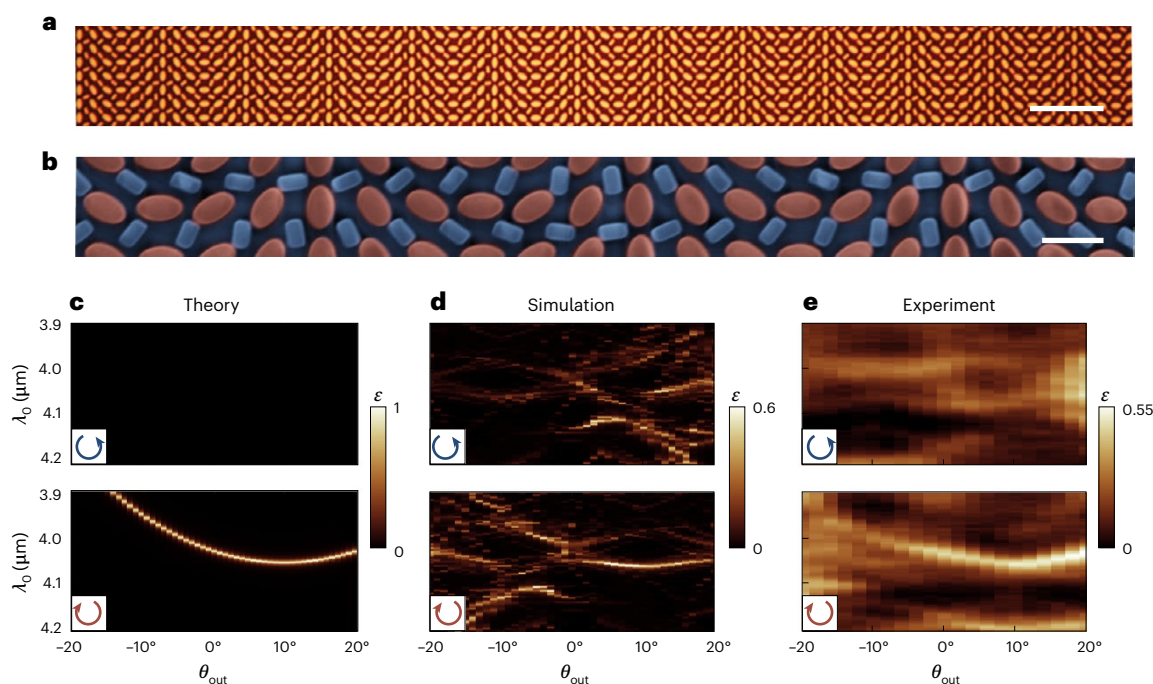 a
b
c Theory
d Simulation
e Experiment
3.9
4.0
4.1
4.2
λ0 (μm)
ε
1
0
ε
0.6
0
ε
0.55
0
3.9
4.0
4.1
4.2
λ0 (μm)
–20 –10° 0° 10° 20°
–20 –10° 0° 10° 20°
–20 –10° 0° 10° 20°
θout
θout
θout